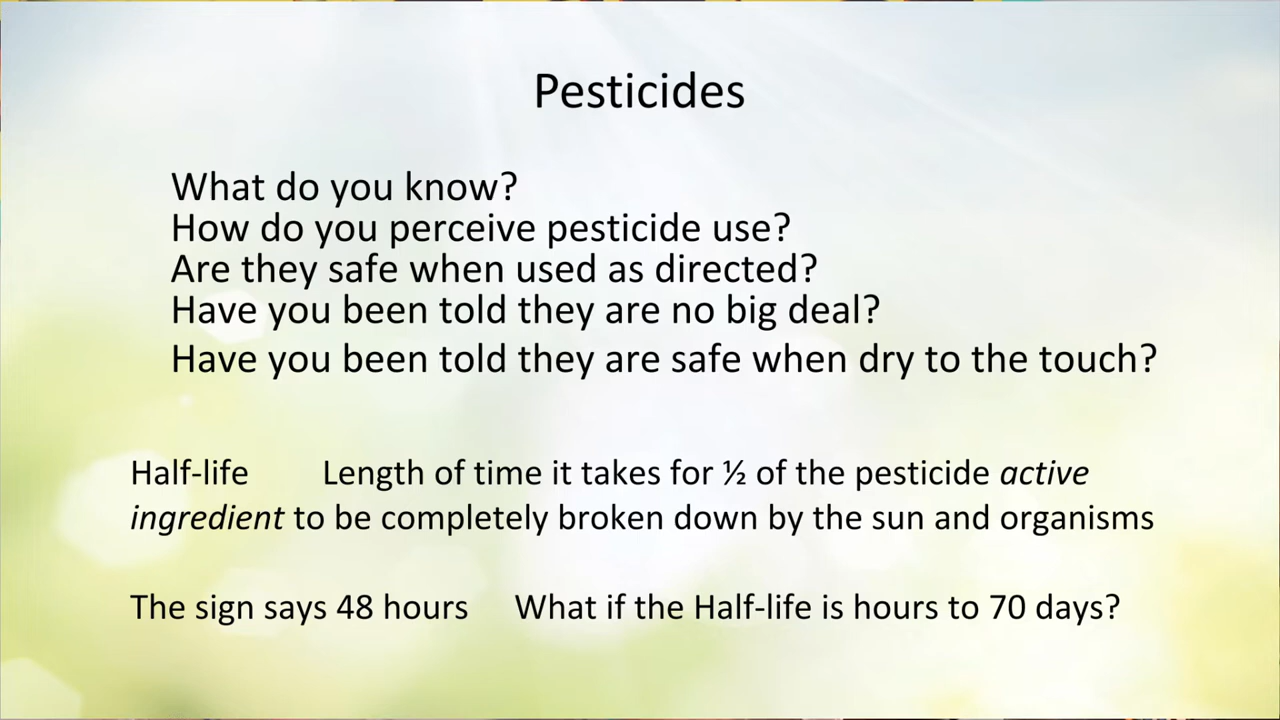 Pesticides
What do you know?
How do you perceive pesticide use?
Are they safe when used as directed?
Have you been told they are no big deal?
Have you been told they are safe when dry to the touch?
Half-life Length of time it takes for ½ of the pesticide active
ingredient to be completely broken down by the sun and organisms
The sign says 48 hours What if the Half-life is hours to 70 days?